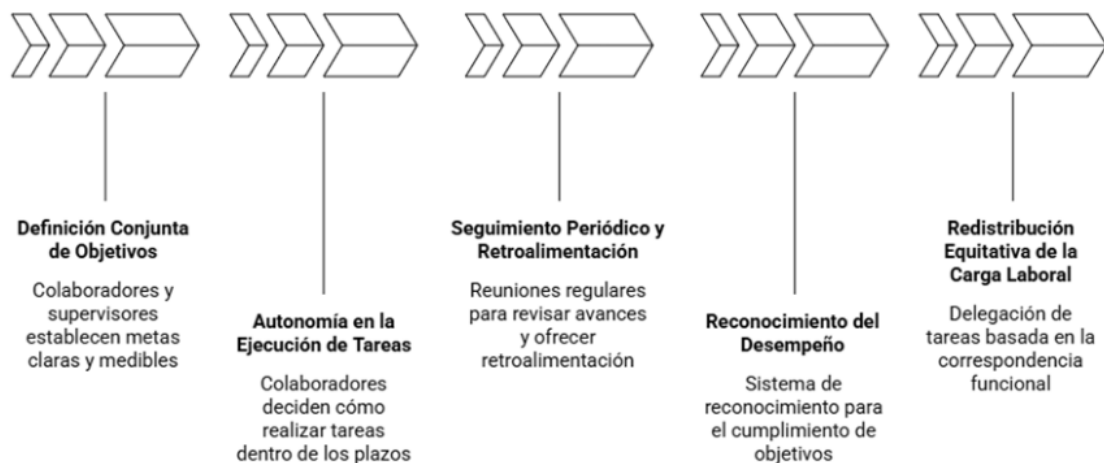 Definición Conjunta
de Objetivos
Colaboradores y
supervisores
establecen metas
claras y medibles
Autonomía en la
Ejecución de Tareas
Colaboradores
deciden cómo
realizar tareas
dentro de los plazos
Seguimiento Periódico y
Retroalimentación
Reuniones regulares
para revisar avances
y ofrecer
retroalimentación
Reconocimiento del
Desempeño
Sistema de
reconocimiento para
el cumplimiento de
objetivos
Redistribución
Equitativa de la
Carga Laboral
Delegación de
tareas basada en la
correspondencia
funcional